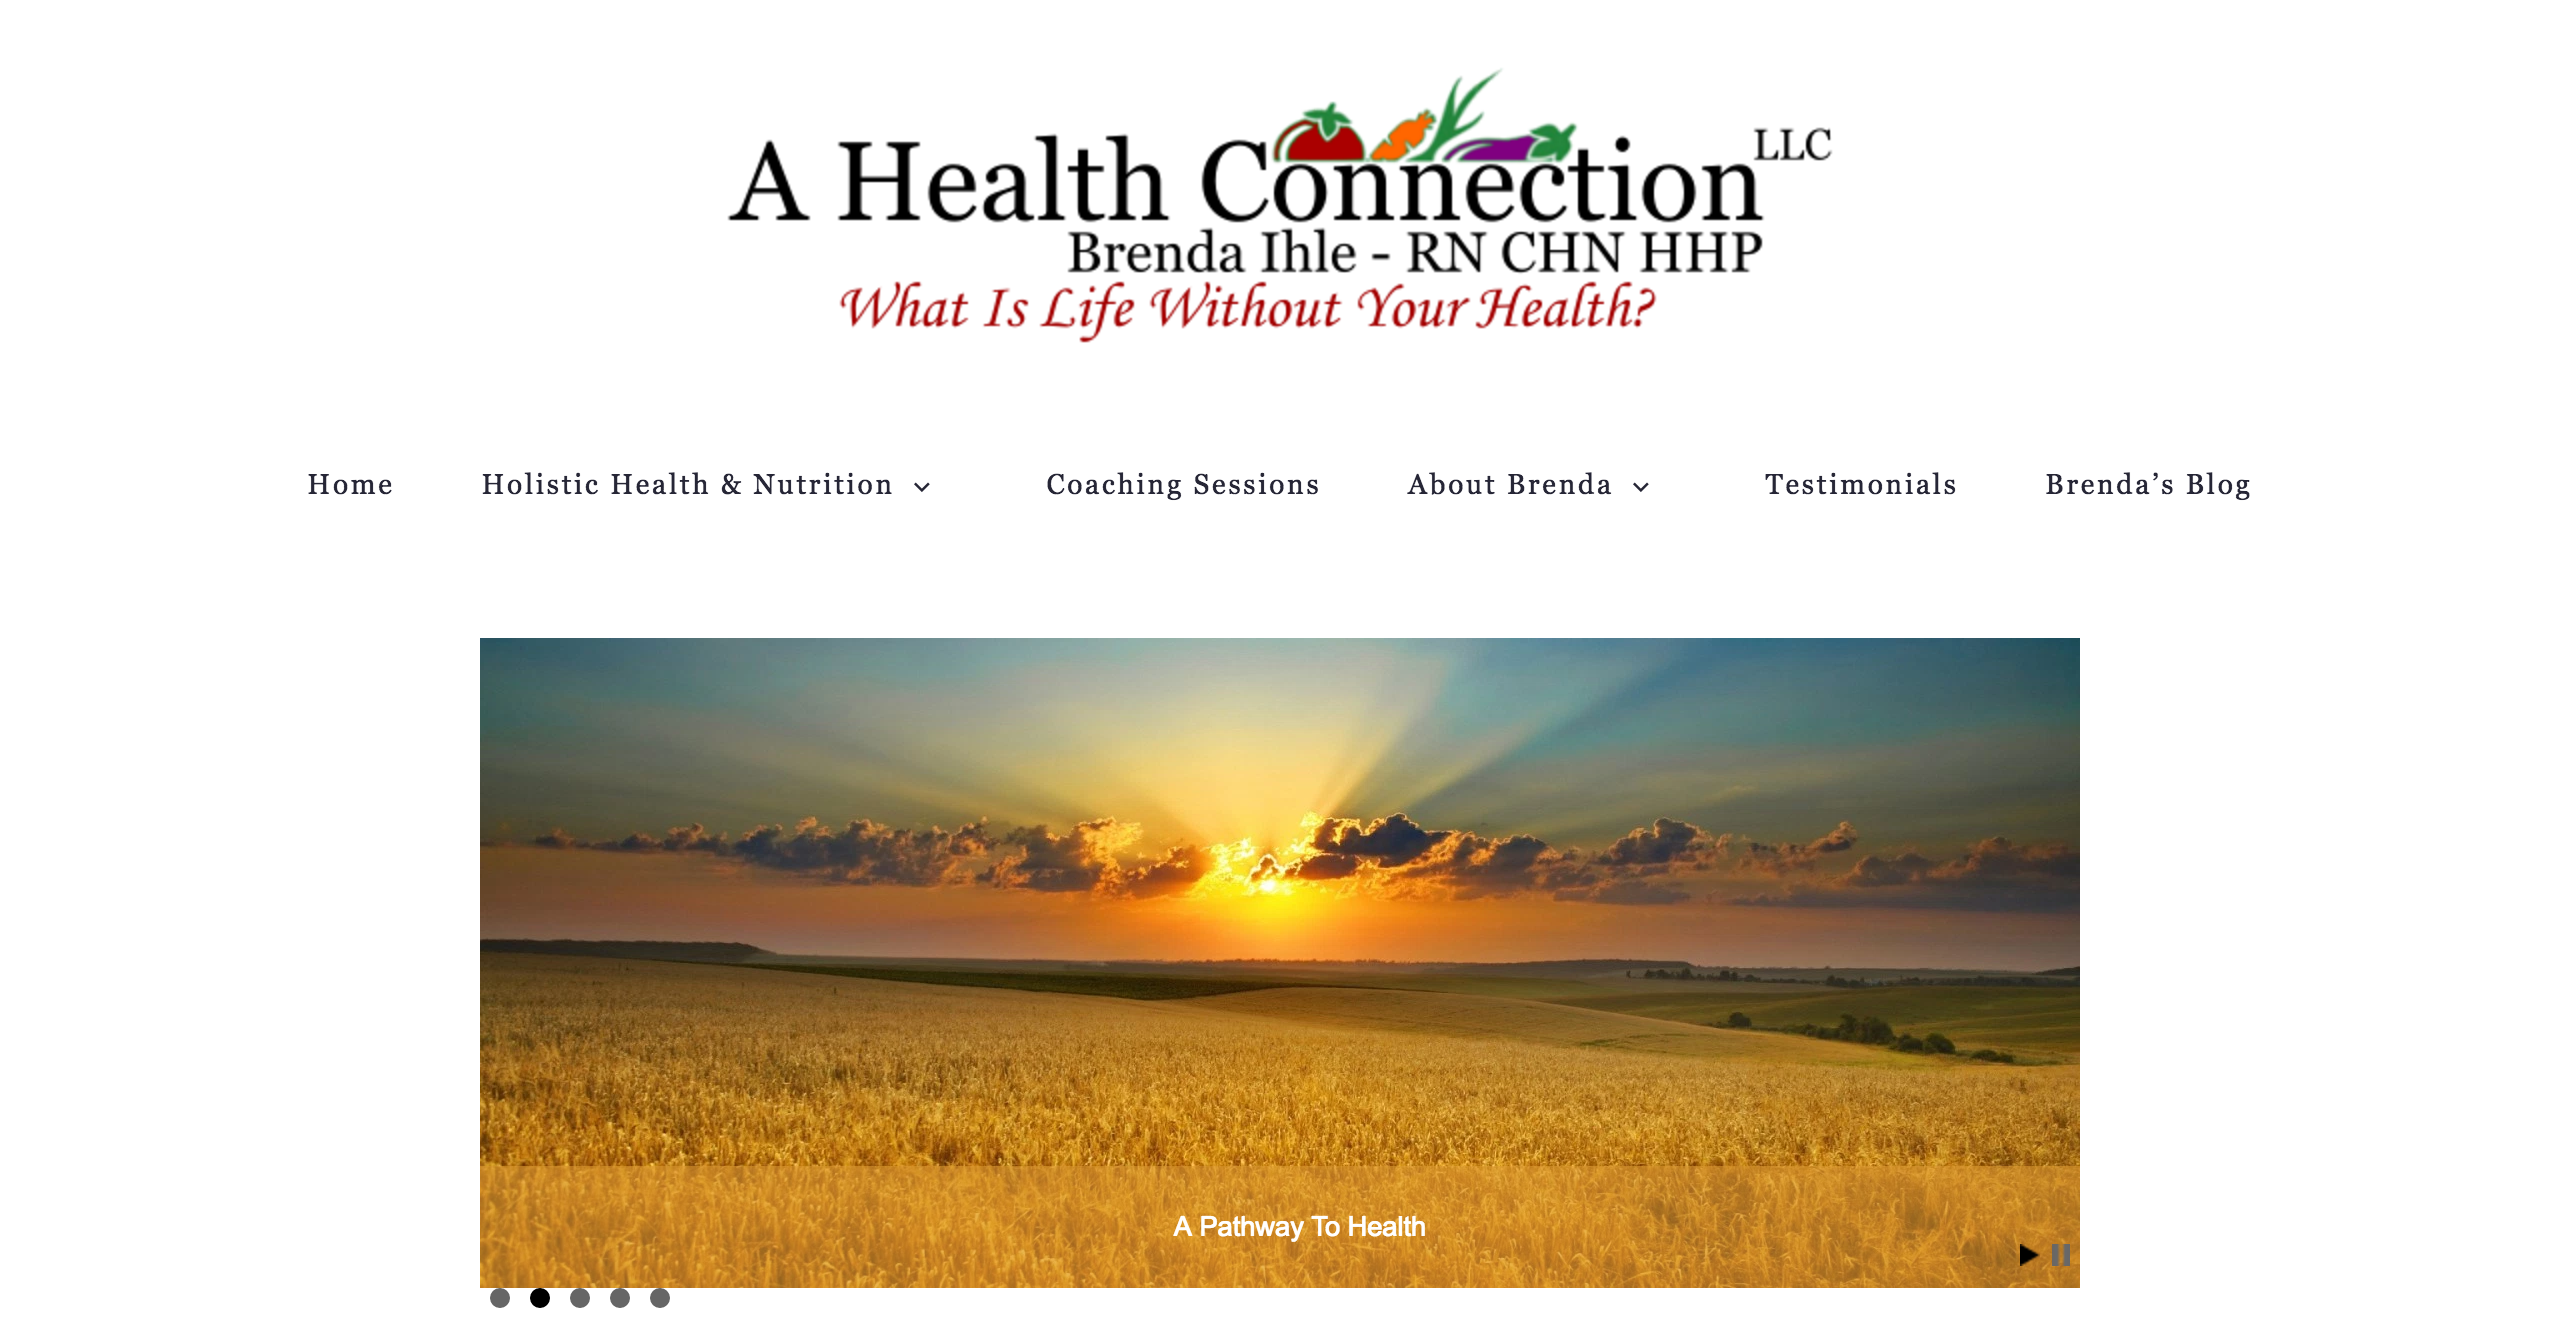 A Health Connection LLC
Brenda Ihle - RN CHN HHP
What Is Life Without Your Health?
Home Holistic Health & Nutrition Coaching Sessions About Brenda Testimonials Brenda’s Blog
A Pathway To Health